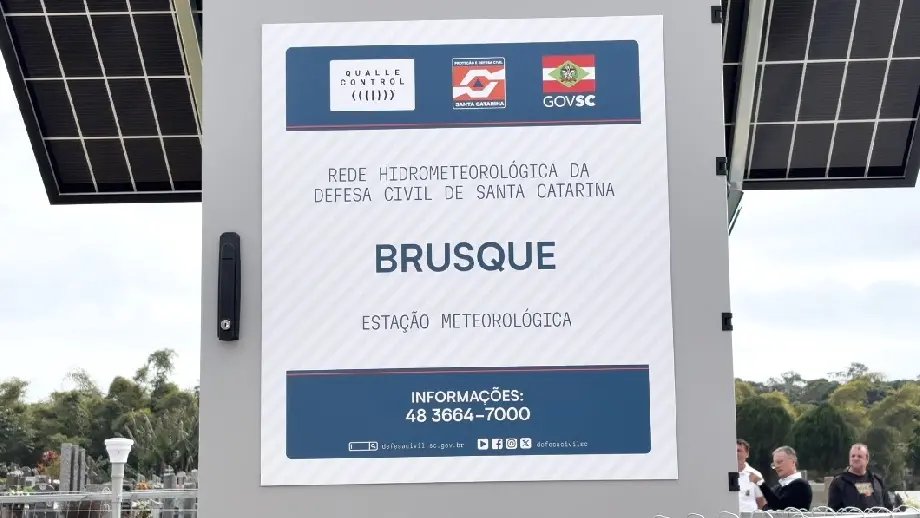 QUALLE
CONTROL
PROTEÇÃO E DEFESA CIVIL
SANTA CATARINA
GOVSC
REDE HIDROMETEOROLÓGICA DA
DEFESA CIVIL DE SANTA CATARINA
BRUSQUE
ESTAÇÃO METEOROLÓGICA
INFORMAÇÕES:
48 3664-7000
defesacivil.sc.gov.br defesacivil.sc